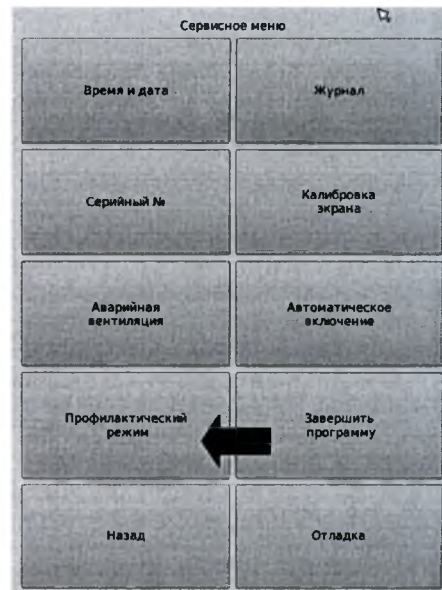 Сервисное меню
Время и дата
Журнал
Серийный №
Калибровка
экрана
Аварийная
вентиляция
Автоматическое
включение
Профилактический
режим
Завершить
программу
Назад
Отладка